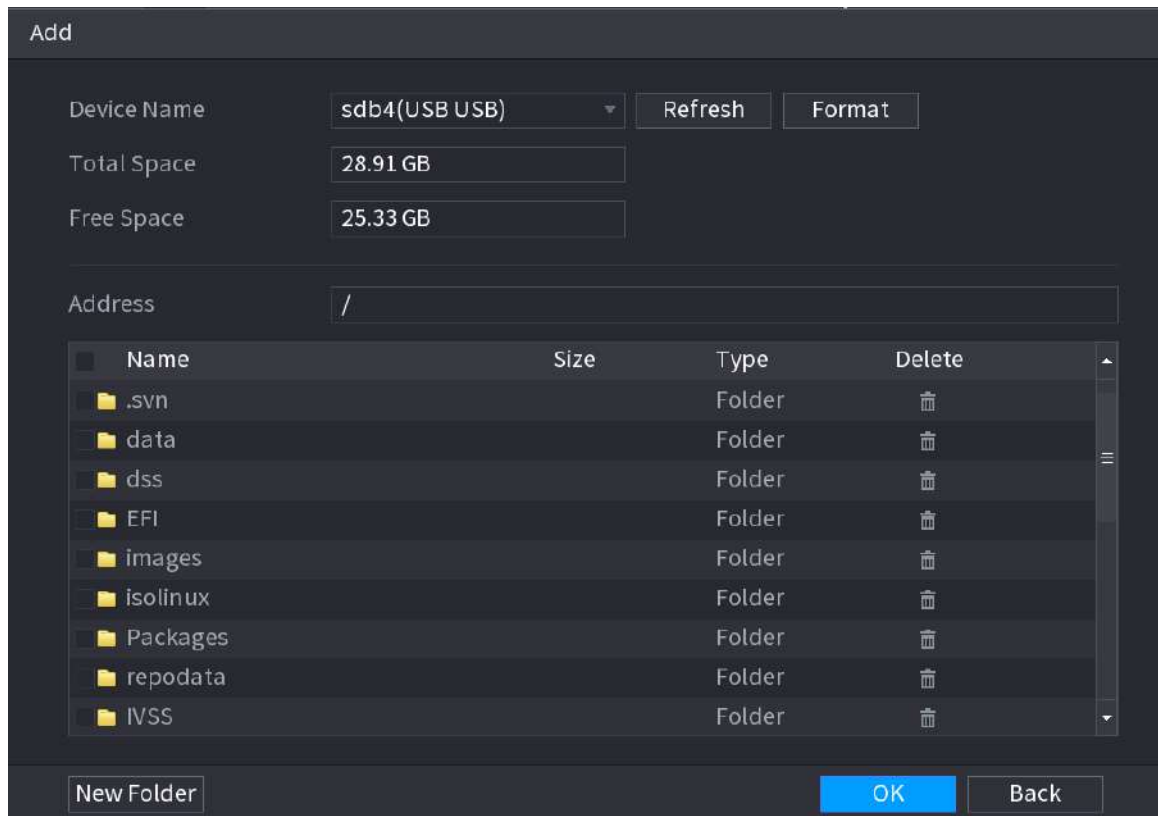 Add
Device Name sdb4(USB USB) Refresh Format
Total Space 28.91 GB
Free Space 25.33 GB
Address /
Name Size Type Delete
.svn Folder
data Folder
dss Folder
EFI Folder
images Folder
isolinux Folder
Packages Folder
repodata Folder
IVSS Folder
New Folder OK Back